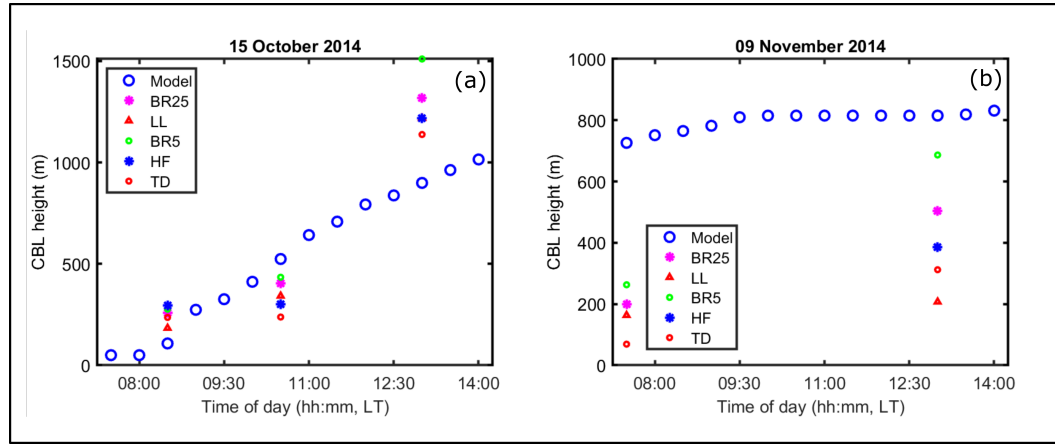 15 October 2014
(a)
Model
BR25
LL
BR5
HF
TD
1500
1000
500
0
CBL height (m)
08:00 09:30 11:00 12:30 14:00
Time of day (hh:mm, LT)
09 November 2014
(b)
1000
800
600
400
200
0
CBL height (m)
Model
BR25
LL
BR5
HF
TD
08:00 09:30 11:00 12:30 14:00
Time of day (hh:mm, LT)